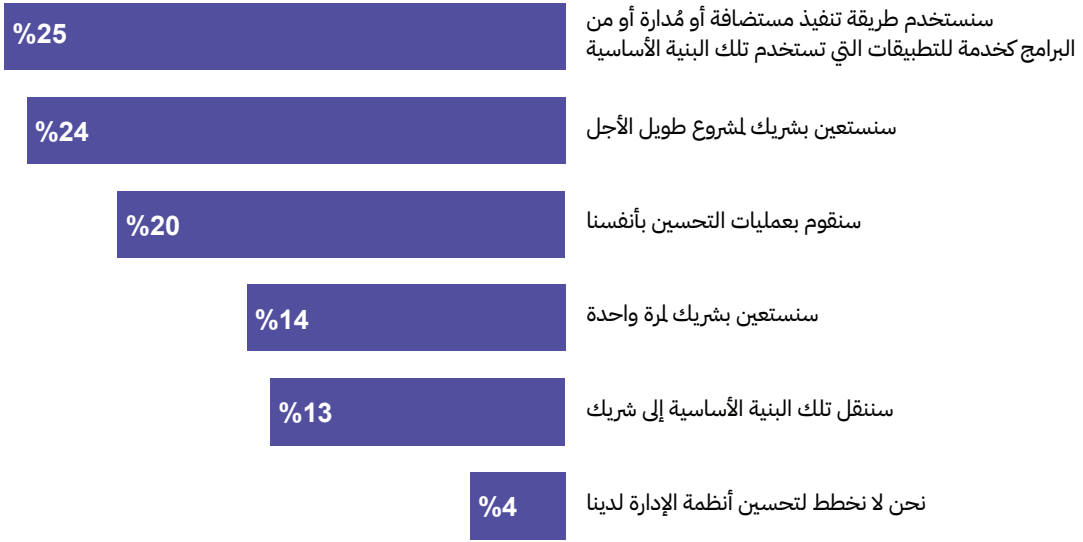 سنستخدم طريقة تنفيذ مستضافة أو مُدارة أو من
البرامج كخدمة للتطبيقات التي تستخدم تلك البنية الأساسية
%25
سنستعين بشريك لمشروع طويل الأجل
%24
سنقوم بعمليات التحسين بأنفسنا
%20
سنستعين بشريك لمرة واحدة
%14
سننقل تلك البنية الأساسية إلى شريك
%13
نحن لا نخطط لتحسين أنظمة الإدارة لدينا
%4